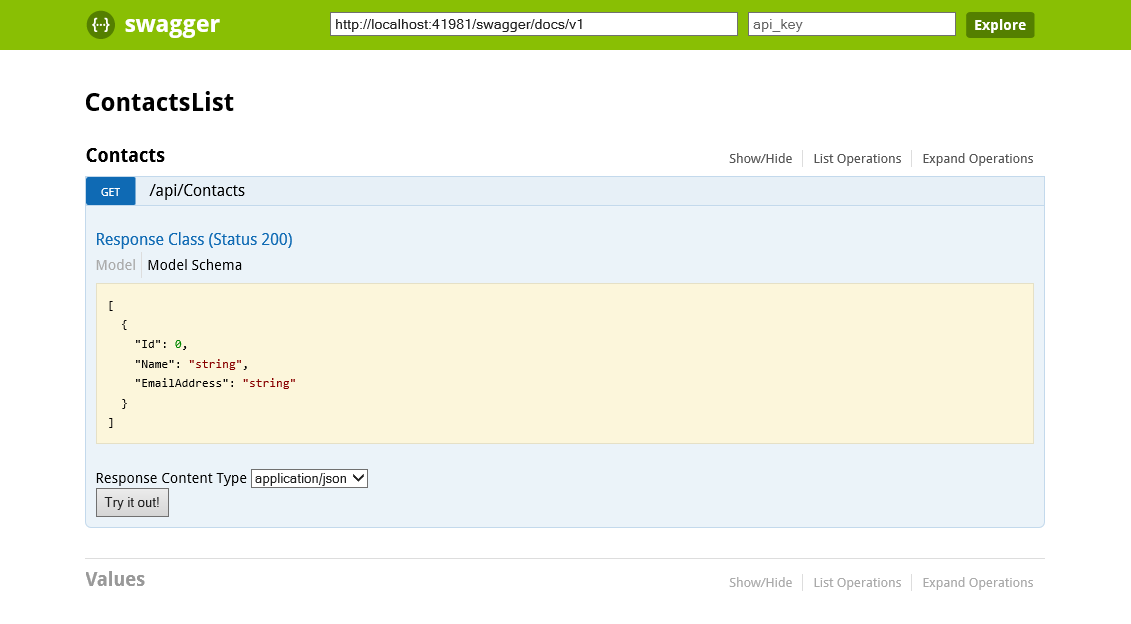 {···} swagger http://localhost:41981/swagger/docs/v1 api_key Explore
ContactsList
Contacts Show/Hide List Operations Expand Operations
GET /api/Contacts
Response Class (Status 200)
Model Model Schema
[
{
"Id": 0,
"Name": "string",
"EmailAddress": "string"
}
]
Response Content Type application/json
Try it out!
Values Show/Hide List Operations Expand Operations